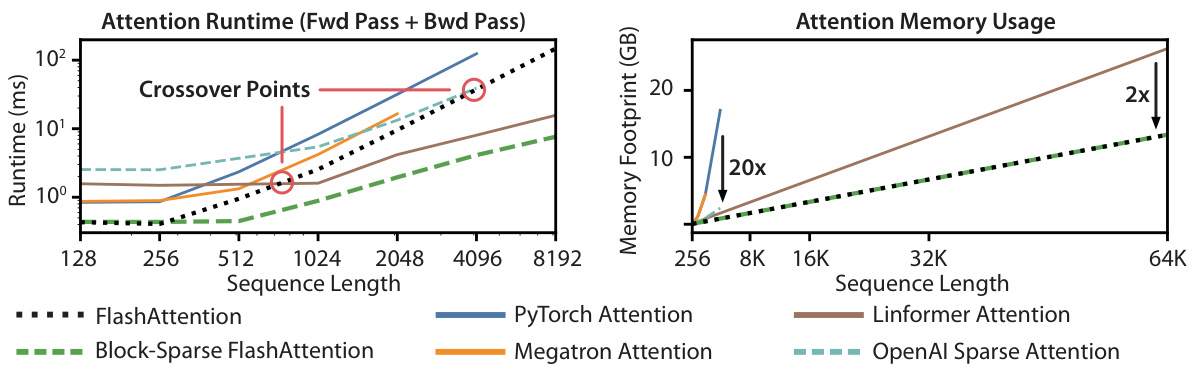 Attention Runtime (Fwd Pass + Bwd Pass)
Runtime (ms)
10²
10¹
10⁰
Crossover Points
128 256 512 1024 2048 4096 8192
Sequence Length
Attention Memory Usage
Memory Footprint (GB)
20
10
20x
2x
256 8K 16K 32K 64K
Sequence Length
FlashAttention
PyTorch Attention
Linformer Attention
Block-Sparse FlashAttention
Megatron Attention
OpenAI Sparse Attention